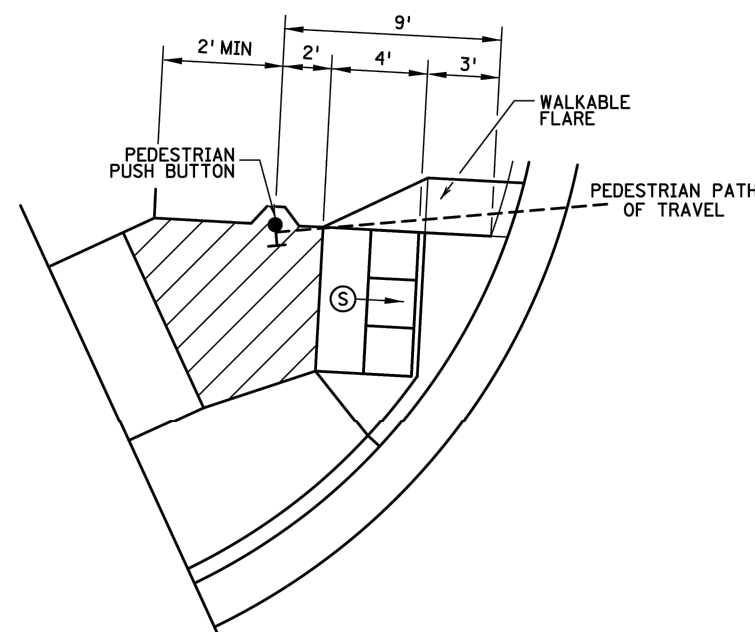 9'
2' MIN
2'
4'
3'
WALKABLE
FLARE
PEDESTRIAN
PUSH BUTTON
PEDESTRIAN PATH
OF TRAVEL
S